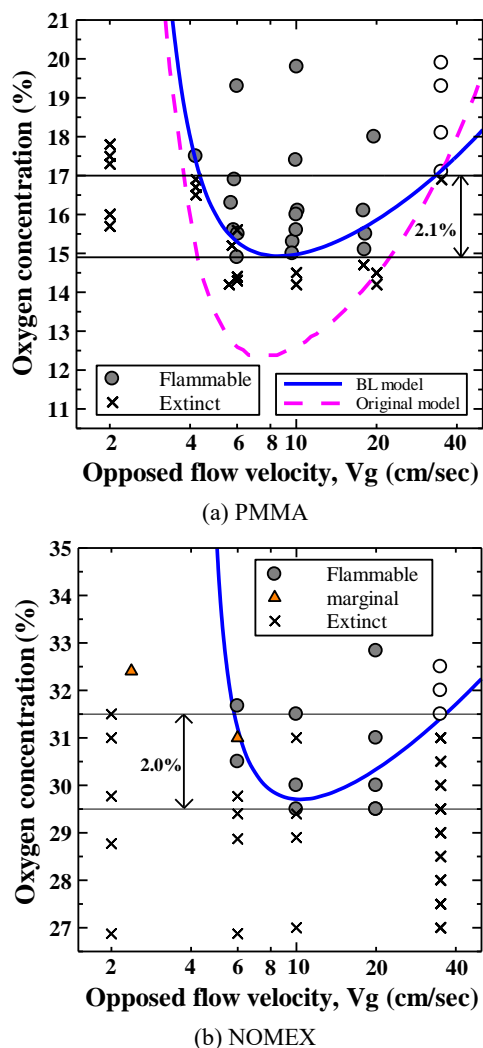 21
20
19
18
17
16
15
14
13
12
11
Oxygen concentration (%)
2.1%
Flammable
Extinct
BL model
Original model
2 4 6 8 10 20 40
Opposed flow velocity, Vg (cm/sec)
(a) PMMA
35
34
33
32
31
30
29
28
27
Oxygen concentration (%)
Flammable
marginal
Extinct
2.0%
2 4 6 8 10 20 40
Opposed flow velocity, Vg (cm/sec)
(b) NOMEX